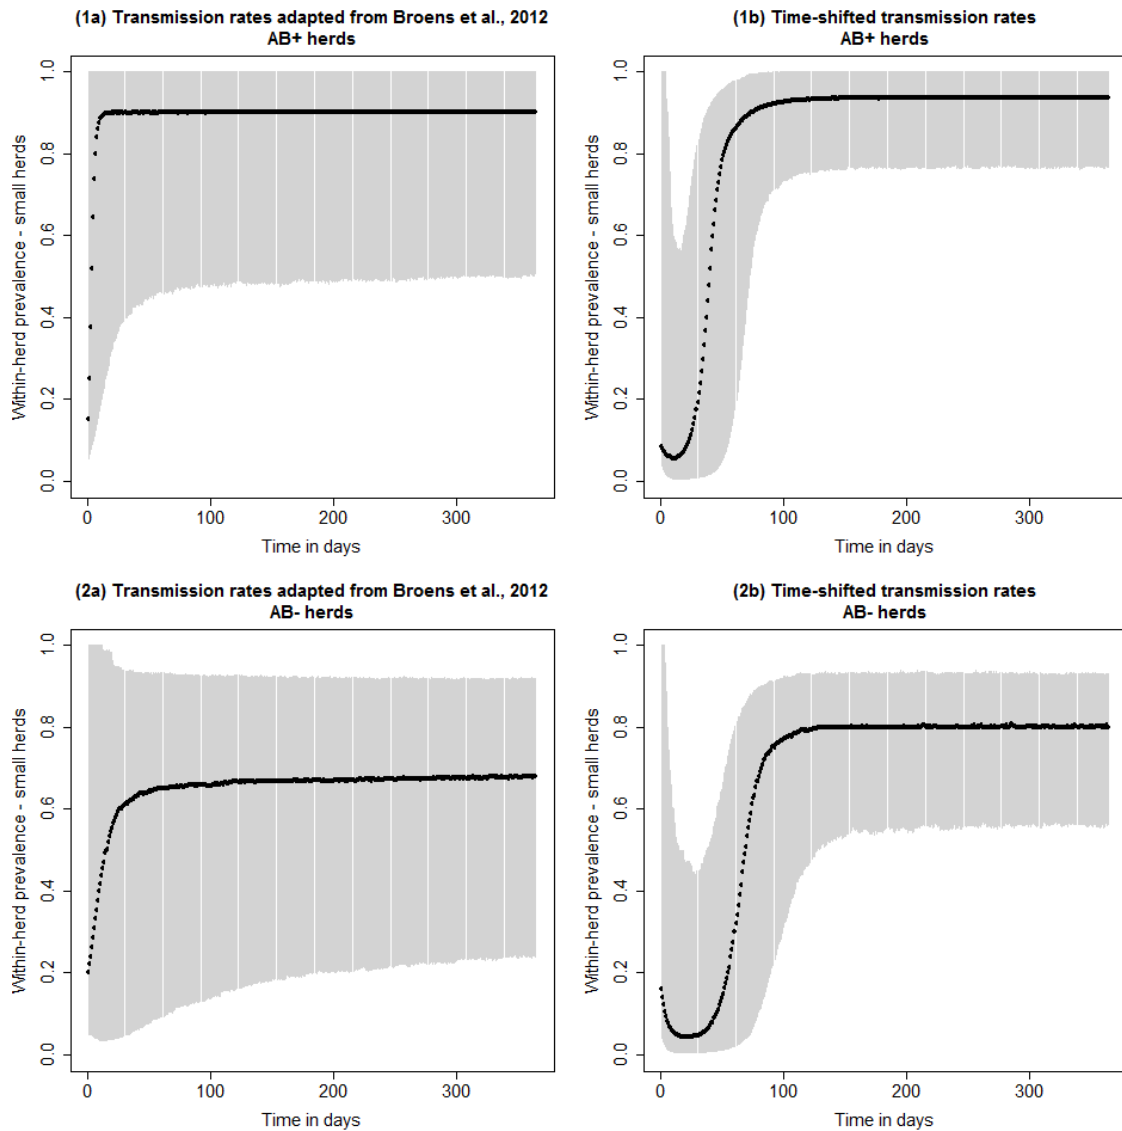 (1a) Transmission rates adapted from Broens et al., 2012
AB+ herds
Within-herd prevalence - small herds
1.0
0.8
0.6
0.4
0.2
0.0
0
100
200
300
Time in days
(1b) Time-shifted transmission rates
AB+ herds
Within-herd prevalence - small herds
1.0
0.8
0.6
0.4
0.2
0.0
0
100
200
300
Time in days
(2a) Transmission rates adapted from Broens et al., 2012
AB- herds
Within-herd prevalence - small herds
1.0
0.8
0.6
0.4
0.2
0.0
0
100
200
300
Time in days
(2b) Time-shifted transmission rates
AB- herds
Within-herd prevalence - small herds
1.0
0.8
0.6
0.4
0.2
0.0
0
100
200
300
Time in days